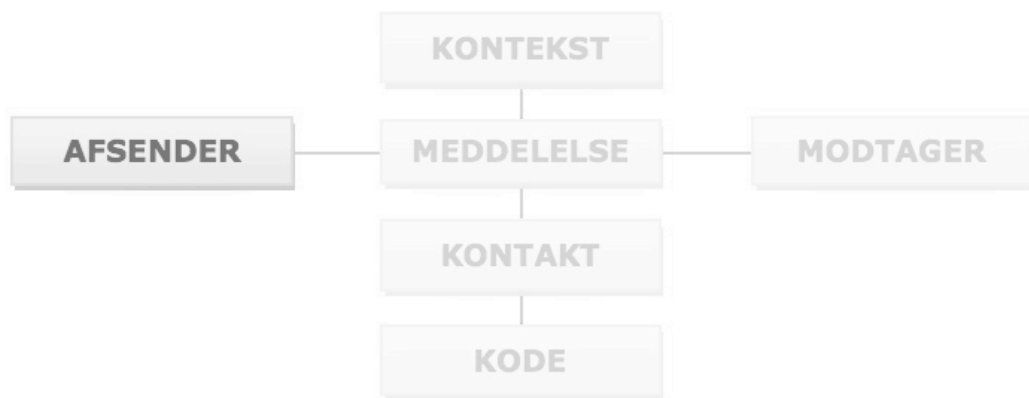 KONTEKST
AFSENDER
MEDDELELSE
MODTAGER
KONTAKT
KODE